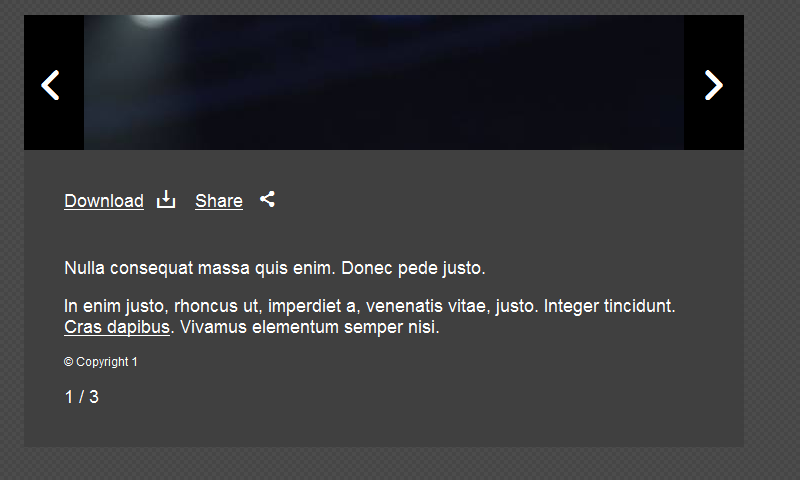 Download Share
Nulla consequat massa quis enim. Donec pede justo.
In enim justo, rhoncus ut, imperdiet a, venenatis vitae, justo. Integer tincidunt.
Cras dapibus. Vivamus elementum semper nisi.
© Copyright 1
1 / 3